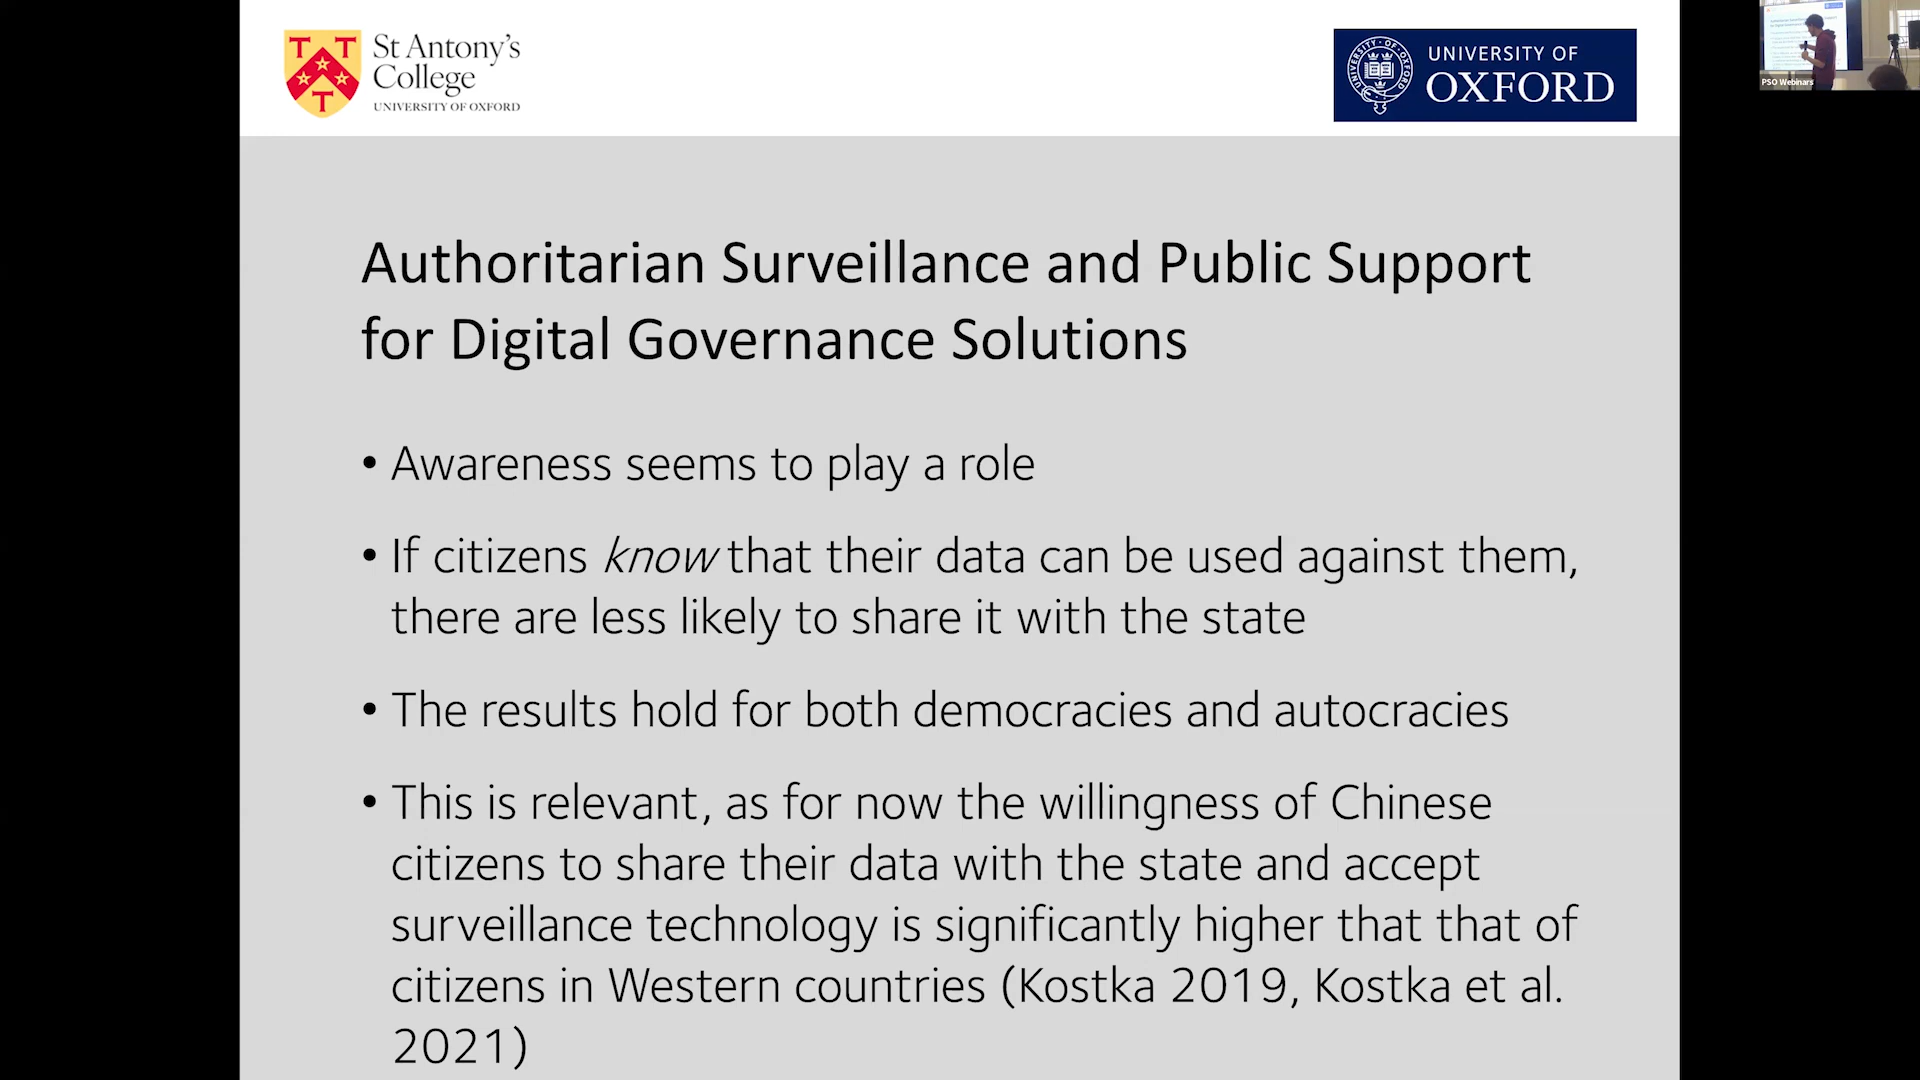 St Antony's
College
UNIVERSITY OF OXFORD
UNIVERSITY OF
OXFORD
PSO Webinars
Authoritarian Surveillance and Public Support
for Digital Governance Solutions
• Awareness seems to play a role
• If citizens know that their data can be used against them,
there are less likely to share it with the state
• The results hold for both democracies and autocracies
• This is relevant, as for now the willingness of Chinese
citizens to share their data with the state and accept
surveillance technology is significantly higher that that of
citizens in Western countries (Kostka 2019, Kostka et al.
2021)